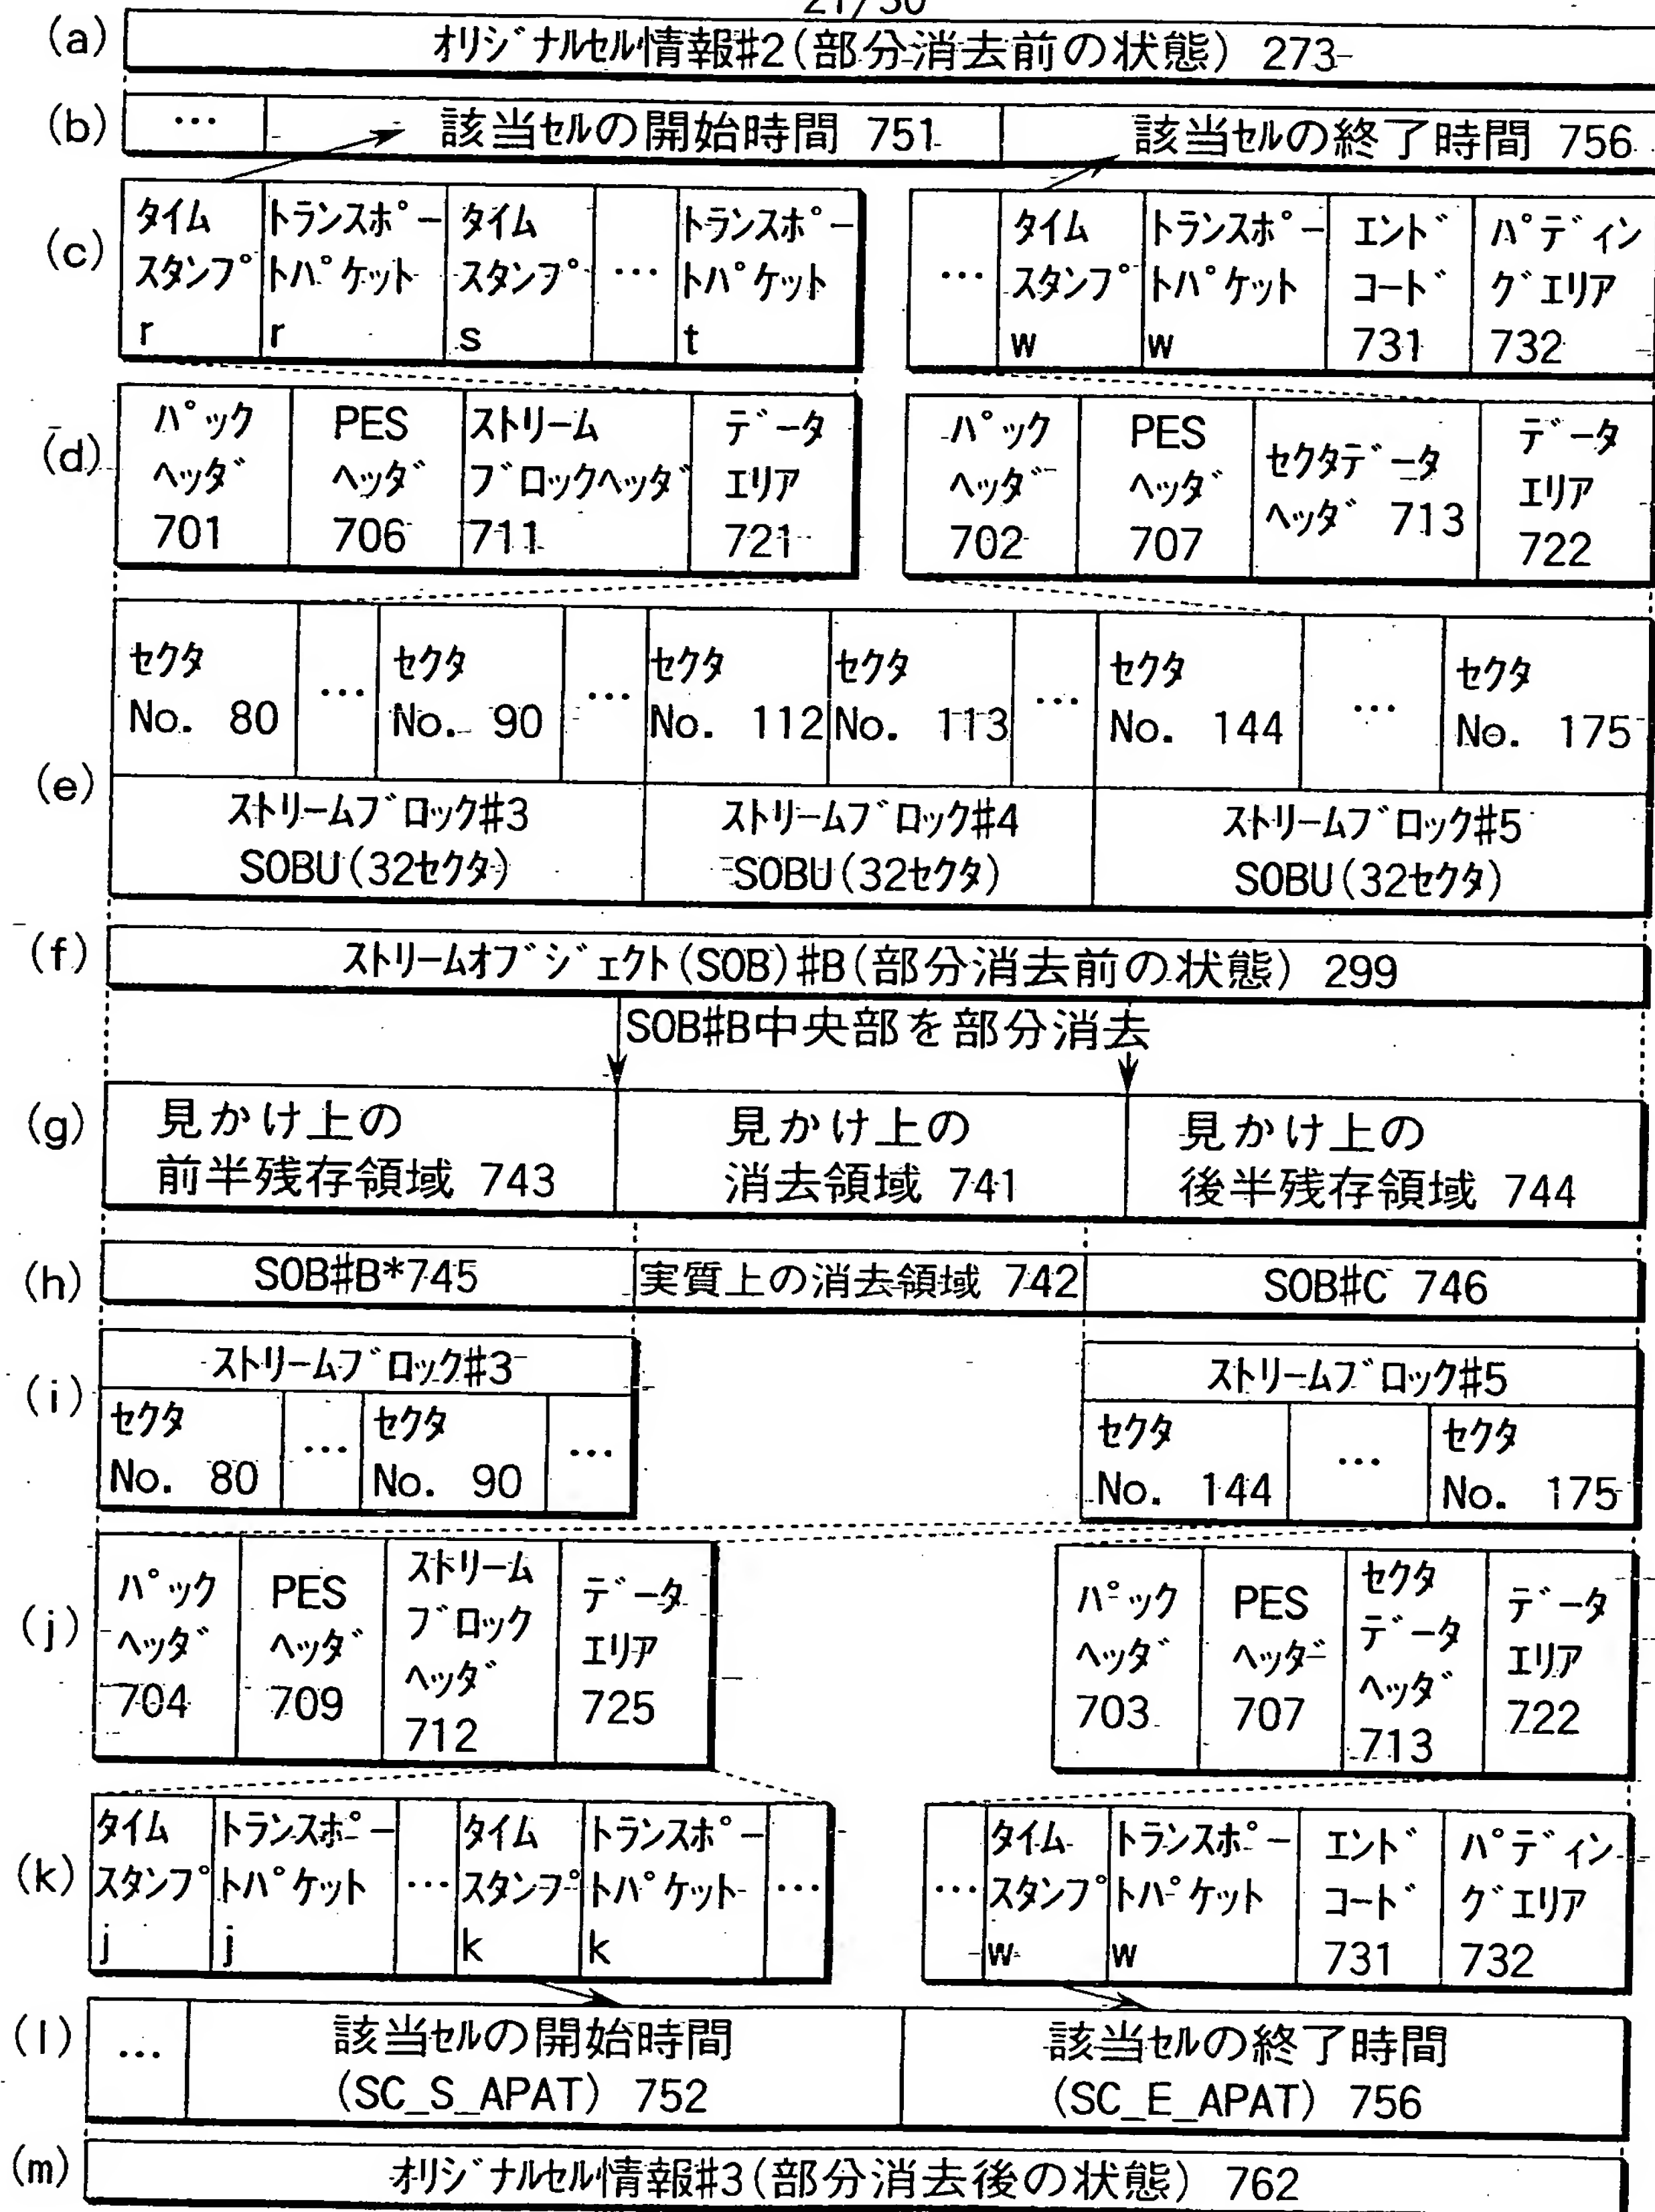 (a) オリジナルセル情報#2(部分消去前の状態) 273
(b) … 該当セルの開始時間 751 該当セルの終了時間 756
(c)
タイム
スタンプ
r
トランスポー
トパケット
r
タイム
スタンプ
s
…
トランスポー
トパケット
t
…
タイム
スタンプ
w
トランスポー
トパケット
w
エンド
コード
731
パディン
グエリア
732
(d)
パック
ヘッダ
701
PES
ヘッダ
706
ストリーム
ブロックヘッダ
711
データ
エリア
721
パック
ヘッダ
702
PES
ヘッダ
707
セクタデータ
ヘッダ 713
データ
エリア
722
(e)
セクタ
No. 80
…
セクタ
No. 90
…
セクタ
No. 112
セクタ
No. 113
…
セクタ
No. 144
…
セクタ
No. 175
ストリームブロック#3
SOBU(32セクタ)
ストリームブロック#4
SOBU(32セクタ)
ストリームブロック#5
SOBU(32セクタ)
(f) ストリームオブジェクト(SOB)#B(部分消去前の状態) 299
SOB#B中央部を部分消去
(g)
見かけ上の
前半残存領域 743
見かけ上の
消去領域 741
見かけ上の
後半残存領域 744
(h) SOB#B*745 実質上の消去領域 742 SOB#C 746
(i)
ストリームブロック#3
セクタ
No. 80
…
セクタ
No. 90
…
ストリームブロック#5
セクタ
No. 144
…
セクタ
No. 175
(j)
パック
ヘッダ
704
PES
ヘッダ
709
ストリーム
ブロック
ヘッダ
712
データ
エリア
725
パック
ヘッダ
703
PES
ヘッダ
707
セクタ
データ
ヘッダ
713
データ
エリア
722
(k)
タイム
スタンプ
j
トランスポー
トパケット
j
…
タイム
スタンプ
k
トランスポー
トパケット
k
…
…
タイム
スタンプ
w
トランスポー
トパケット
w
エンド
コード
731
パディン
グエリア
732
(l)
…
該当セルの開始時間
(SC_S_APAT) 752
該当セルの終了時間
(SC_E_APAT) 756
(m) オリジナルセル情報#3(部分消去後の状態) 762